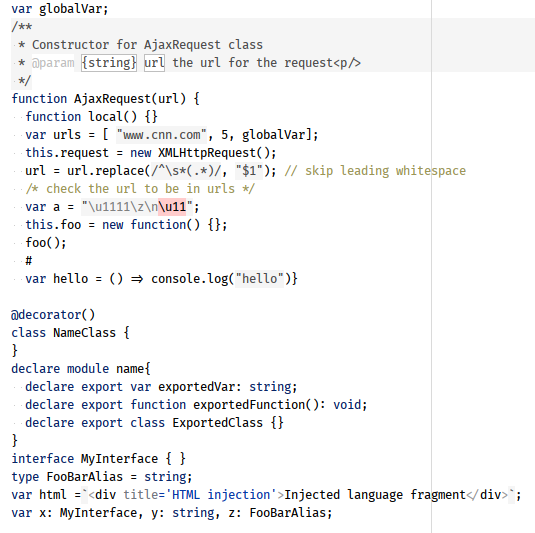 var globalVar;
/**
 * Constructor for AjaxRequest class
 * @param {string} url the url for the request<p/>
 */
function AjaxRequest(url) {
  function local() {}
  var urls = [ "www.cnn.com", 5, globalVar];
  this.request = new XMLHttpRequest();
  url = url.replace(/^\s*(.*)/, "$1"); // skip leading whitespace
  /* check the url to be in urls */
  var a = "\u1111\z\n\u11";
  this.foo = new function() {};
  foo();
  #
  var hello = () => console.log("hello")}

@decorator()
class NameClass {
}
declare module name{
  declare export var exportedVar: string;
  declare export function exportedFunction(): void;
  declare export class ExportedClass {}
}
interface MyInterface { }
type FooBarAlias = string;
var html =`<div title='HTML injection'>Injected language fragment</div>`;
var x: MyInterface, y: string, z: FooBarAlias;